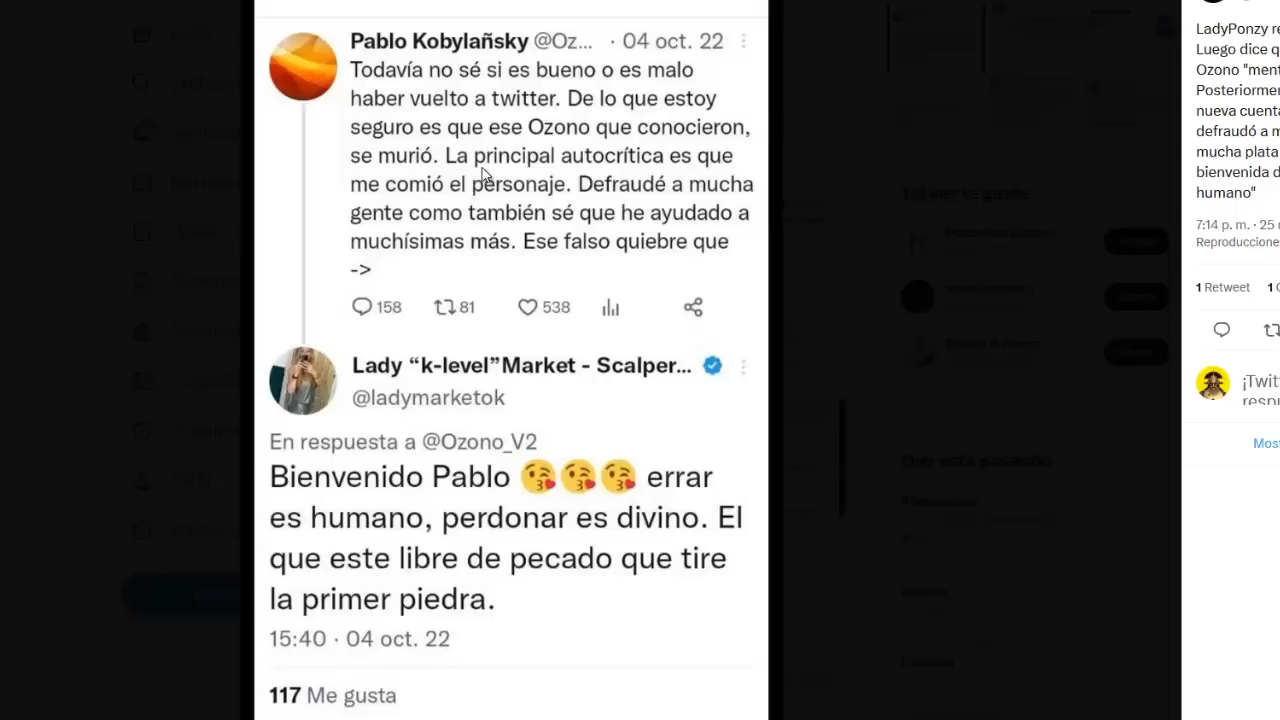 Pablo Kobylañsky @Oz... · 04 oct. 22
Todavía no sé si es bueno o es malo
haber vuelto a twitter. De lo que estoy
seguro es que ese Ozono que conocieron,
se murió. La principal autocrítica es que
me comió el personaje. Defraudé a mucha
gente como también sé que he ayudado a
muchísimas más. Ese falso quiebre que
->
158 81 538
Lady “k-level”Market - Scalper...
@ladymarketok
En respuesta a @Ozono_V2
Bienvenido Pablo 😘😘😘 errar
es humano, perdonar es divino. El
que este libre de pecado que tire
la primer piedra.
15:40 · 04 oct. 22
117 Me gusta
LadyPonzy re
Luego dice q
Ozono "ment
Posteriormen
nueva cuenta
defraudó a m
mucha plata
bienvenida d
humano"
7:14 p. m. · 25
Reproduccione
1 Retweet 1
¡Twit
respu
Most